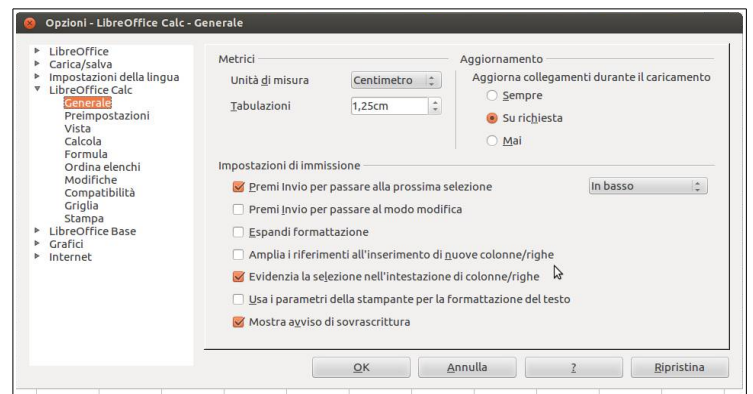 Opzioni - LibreOffice Calc - Generale
LibreOffice
Carica/salva
Impostazioni della lingua
LibreOffice Calc
Generale
Preimpostazioni
Vista
Calcola
Formula
Ordina elenchi
Modifiche
Compatibilità
Griglia
Stampa
LibreOffice Base
Grafici
Internet
Metrici
Unità di misura
Centimetro
Tabulazioni
1,25cm
Aggiornamento
Aggiorna collegamenti durante il caricamento
Sempre
Su richiesta
Mai
Impostazioni di immissione
Premi Invio per passare alla prossima selezione
In basso
Premi Invio per passare al modo modifica
Espandi formattazione
Amplia i riferimenti all'inserimento di nuove colonne/righe
Evidenzia la selezione nell'intestazione di colonne/righe
Usa i parametri della stampante per la formattazione del testo
Mostra avviso di sovrascrittura
OK
Annulla
?
Ripristina